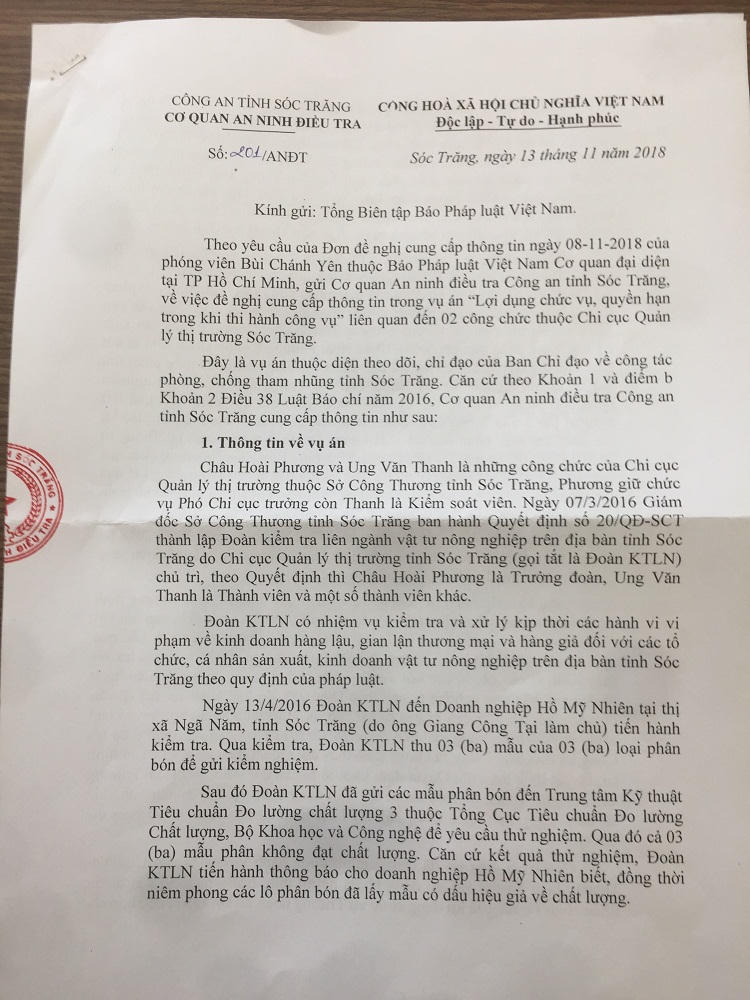 CÔNG AN TỈNH SÓC TRĂNG
CƠ QUAN AN NINH ĐIỀU TRA
Số: 201/ANĐT
CỘNG HOÀ XÃ HỘI CHỦ NGHĨA VIỆT NAM
Độc lập - Tự do - Hạnh phúc
Sóc Trăng, ngày 13 tháng 11 năm 2018
Kính gửi: Tổng Biên tập Báo Pháp luật Việt Nam.
Theo yêu cầu của Đơn đề nghị cung cấp thông tin ngày 08-11-2018 của
phóng viên Bùi Chánh Yên thuộc Báo Pháp luật Việt Nam Cơ quan đại diện
tại TP Hồ Chí Minh, gửi Cơ quan An ninh điều tra Công an tỉnh Sóc Trăng,
về việc đề nghị cung cấp thông tin trong vụ án “Lợi dụng chức vụ, quyền hạn
trong khi thi hành công vụ” liên quan đến 02 công chức thuộc Chi cục Quản
lý thị trường Sóc Trăng.
Đây là vụ án thuộc diện theo dõi, chỉ đạo của Ban Chỉ đạo về công tác
phòng, chống tham nhũng tỉnh Sóc Trăng. Căn cứ theo Khoản 1 và điểm b
Khoản 2 Điều 38 Luật Báo chí năm 2016, Cơ quan An ninh điều tra Công an
tỉnh Sóc Trăng cung cấp thông tin như sau:
1. Thông tin về vụ án
Châu Hoài Phương và Ung Văn Thanh là những công chức của Chi cục
Quản lý thị trường thuộc Sở Công Thương tỉnh Sóc Trăng, Phương giữ chức
vụ Phó Chi cục trưởng còn Thanh là Kiểm soát viên. Ngày 07/3/2016 Giám
đốc Sở Công Thương tỉnh Sóc Trăng ban hành Quyết định số 20/QĐ-SCT
thành lập Đoàn kiểm tra liên ngành vật tư nông nghiệp trên địa bàn tỉnh Sóc
Trăng do Chi cục Quản lý thị trường tỉnh Sóc Trăng (gọi tắt là Đoàn KTLN)
chủ trì, theo Quyết định thì Châu Hoài Phương là Trưởng đoàn, Ung Văn
Thanh là Thành viên và một số thành viên khác.
Đoàn KTLN có nhiệm vụ kiểm tra và xử lý kịp thời các hành vi vi
phạm về kinh doanh hàng lậu, gian lận thương mại và hàng giả đối với các tổ
chức, cá nhân sản xuất, kinh doanh vật tư nông nghiệp trên địa bàn tỉnh Sóc
Trăng theo quy định của pháp luật.
Ngày 13/4/2016 Đoàn KTLN đến Doanh nghiệp Hồ Mỹ Nhiên tại thị
xã Ngã Năm, tỉnh Sóc Trăng (do ông Giang Công Tại làm chủ) tiến hành
kiểm tra. Qua kiểm tra, Đoàn KTLN thu 03 (ba) mẫu của 03 (ba) loại phân
bón để gửi kiểm nghiệm.
Sau đó Đoàn KTLN đã gửi các mẫu phân bón đến Trung tâm Kỹ thuật
Tiêu chuẩn Đo lường chất lượng 3 thuộc Tổng Cục Tiêu chuẩn Đo lường
Chất lượng, Bộ Khoa học và Công nghệ để yêu cầu thử nghiệm. Qua đó cả 03
(ba) mẫu phân không đạt chất lượng. Căn cứ kết quả thử nghiệm, Đoàn
KTLN tiến hành thông báo cho doanh nghiệp Hồ Mỹ Nhiên biết, đồng thời
niêm phong các lô phân bón đã lấy mẫu có dấu hiệu giả về chất lượng.